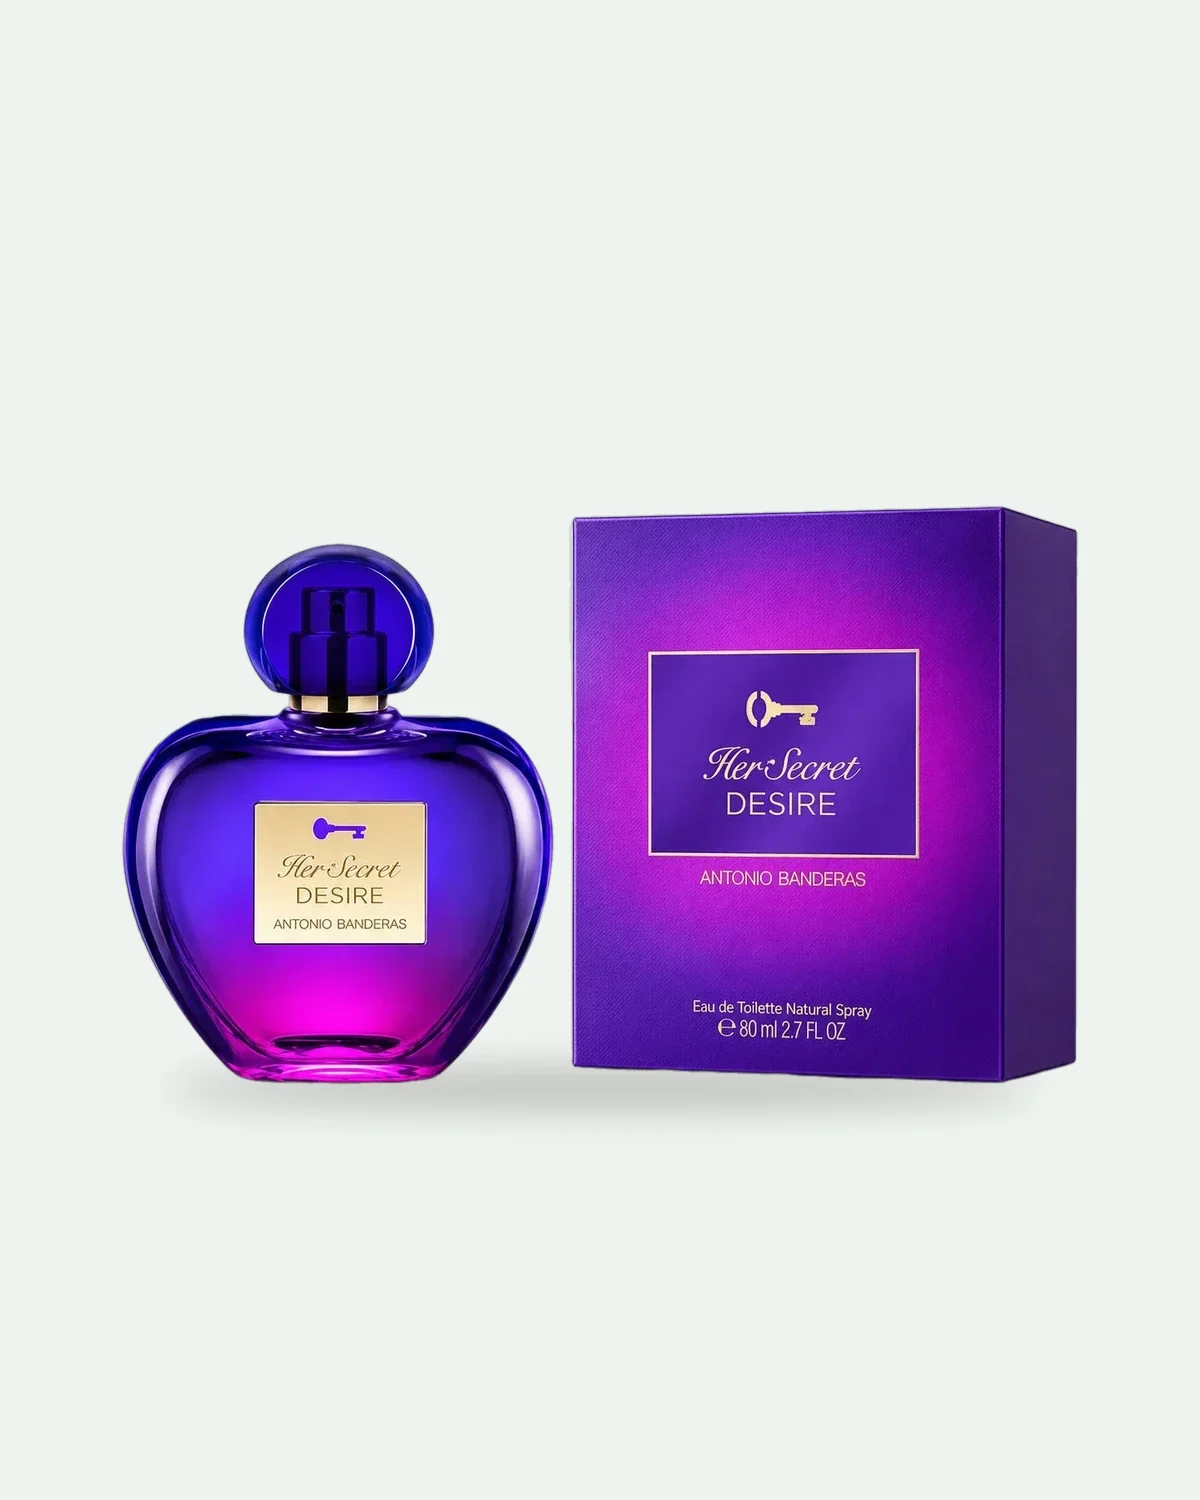 Her Secret
DESIRE
ANTONIO BANDERAS
Her Secret
DESIRE
ANTONIO BANDERAS
Eau de Toilette Natural Spray
℮ 80 ml 2.7 FL OZ